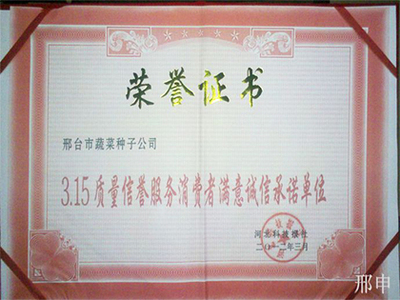 荣誉证书
邢台市蔬菜种子公司
3.15质量信誉服务消费者满意诚信承诺单位
河北科技楼社
二〇一二年三月
邢申